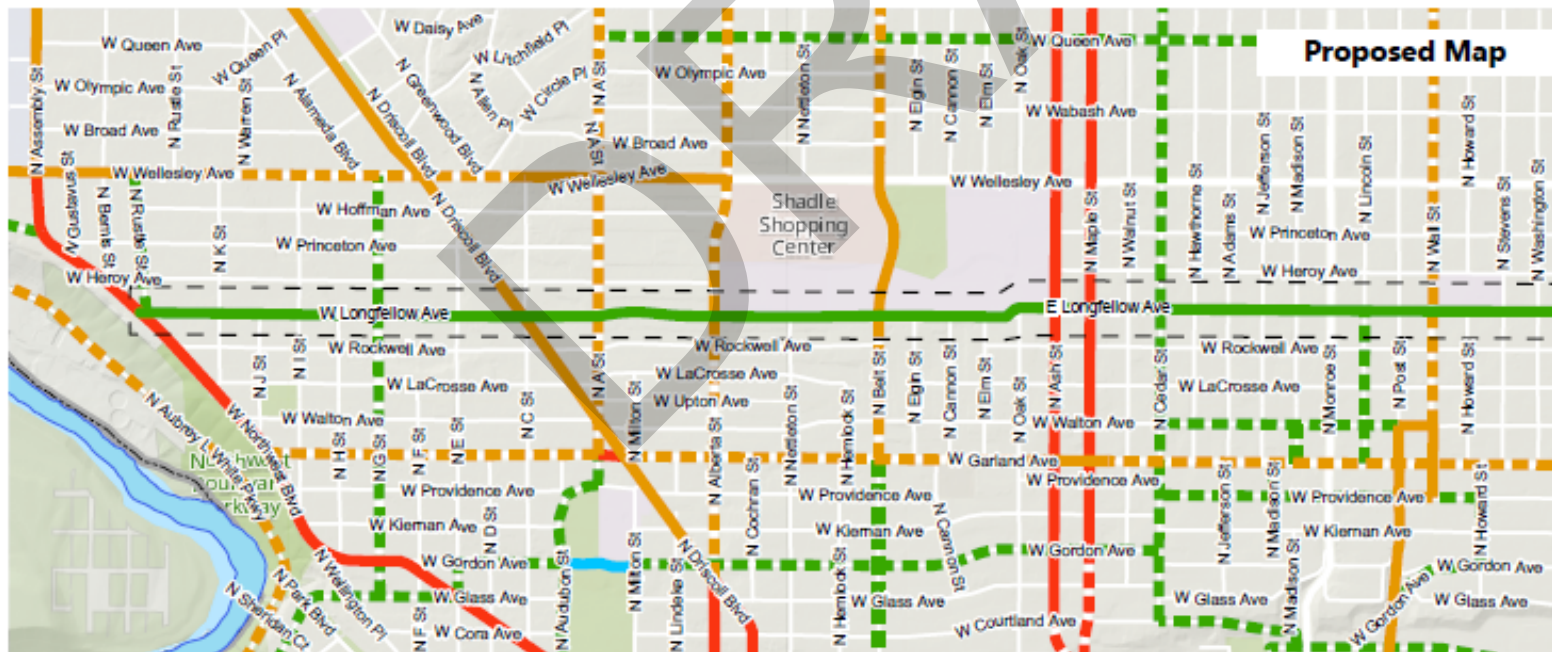 Proposed Map
DRA
W Daisy Ave
W Queen Ave
W Queen Pl
W Litchfield Pl
N Oak St
W Queen Ave
N Assembly St
W Olympic Ave
N Rustle St
N Warren St
N Alameda Blvd
N Driscoll Blvd
N Greenwood Blvd
N Allen Pl
W Circle Pl
N A St
W Olympic Ave
N Nettleton St
N Elgin St
N Cannon St
N Elm St
W Wabash Ave
N Howard St
W Broad Ave
N Driscoll Blvd
N A St
W Broad Ave
N Jefferson St
N Madison St
N Lincoln St
W Wellesley Ave
W Wellesley Ave
W Wellesley Ave
N Gustavus St
N Bemis St
N Rustle St
N K St
W Hoffman Ave
W Princeton Ave
N Driscoll Blvd
N A St
Shadle
Shopping
Center
N Maple St
N Walnut St
N Hawthorne St
N Adams St
W Princeton Ave
N Wall St
N Stevens St
N Washington St
W Heroy Ave
W Heroy Ave
W Longfellow Ave
E Longfellow Ave
W Rockwell Ave
W Rockwell Ave
W Rockwell Ave
N J St
N I St
W LaCrosse Ave
N A St
W LaCrosse Ave
N Belt St
N Elgin St
N Cannon St
N Elm St
N Oak St
N Ash St
N Cedar St
W LaCrosse Ave
N Monroe St
N Post St
N Howard St
N Aubrey L White Pkwy
W Northwest Blvd
W Walton Ave
N C St
N Milton St
W Upton Ave
N Nettleton St
N Hemlock St
W Walton Ave
Northwest
Boulevard
Parkway
N H St
N G St
N F St
N E St
N Alberta St
W Garland Ave
W Providence Ave
N Cochran St
W Providence Ave
W Providence Ave
N Jefferson St
N Madison St
W Providence Ave
N Howard St
W Kiernan Ave
N D St
W Kiernan Ave
N Cannon St
W Kiernan Ave
N Wellington Pl
W Gordon Ave
N Audubon St
N Milton St
N Lindeke St
N Driscoll Blvd
N Hemlock St
W Gordon Ave
N Madison St
W Gordon Ave
W Gordon Ave
N Sheridan Ct
N Park Blvd
W Glass Ave
W Glass Ave
W Glass Ave
W Glass Ave
N F St
W Cora Ave
W Courtland Ave